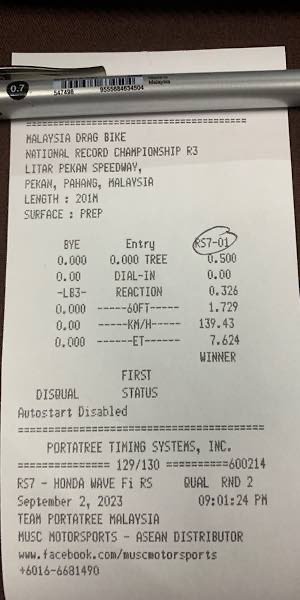 0.7
547498
9555684634504
Malaysia
================================
MALAYSIA DRAG BIKE
NATIONAL RECORD CHAMPIONSHIP R3
LITAR PEKAN SPEEDWAY,
PEKAN, PAHANG, MALAYSIA
LENGTH : 201M
SURFACE : PREP
BYE Entry RS7-01
0.000 0.000 TREE 0.500
0.00 DIAL-IN 0.00
-LB3- REACTION 0.326
0.000 ------60FT----- 1.729
0.00 -----KM/H----- 139.43
0.000 ------ET----- 7.624
WINNER
FIRST
DISQUAL STATUS
Autostart Disabled
====================================
PORTATREE TIMING SYSTEMS, INC.
========== 129/130 ==========600214
RS7 - HONDA WAVE Fi RS QUAL RND 2
September 2, 2023 09:01:24 PM
TEAM PORTATREE MALAYSIA
MUSC MOTORSPORTS - ASEAN DISTRIBUTOR
www.facebook.com/muscmotorsports
+6016-6681490